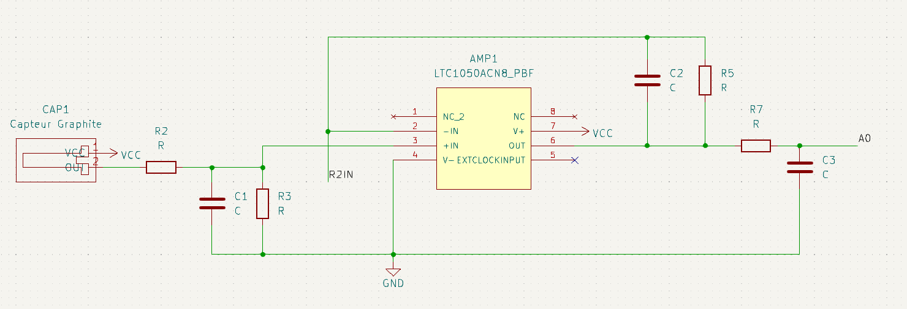 AMP1
LTC1050ACN8_PBF
CAP1
Capteur Graphite
VCC
1
OUT
2
VCC
R2
R
C1
C
R3
R
R2IN
1
NC_2
2
-IN
3
+IN
4
V-
EXTCLOCKINPUT
NC
8
V+
7
OUT
6
5
VCC
C2
C
R5
R
R7
R
A0
C3
C
GND